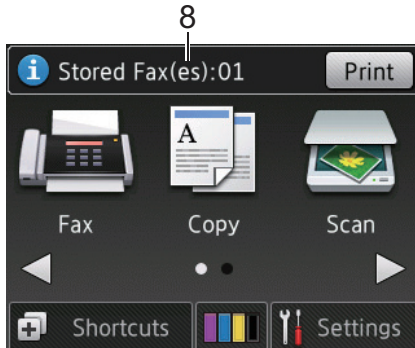 8
Stored Fax(es):01
Print
A
Fax
Copy
Scan
Shortcuts
Settings